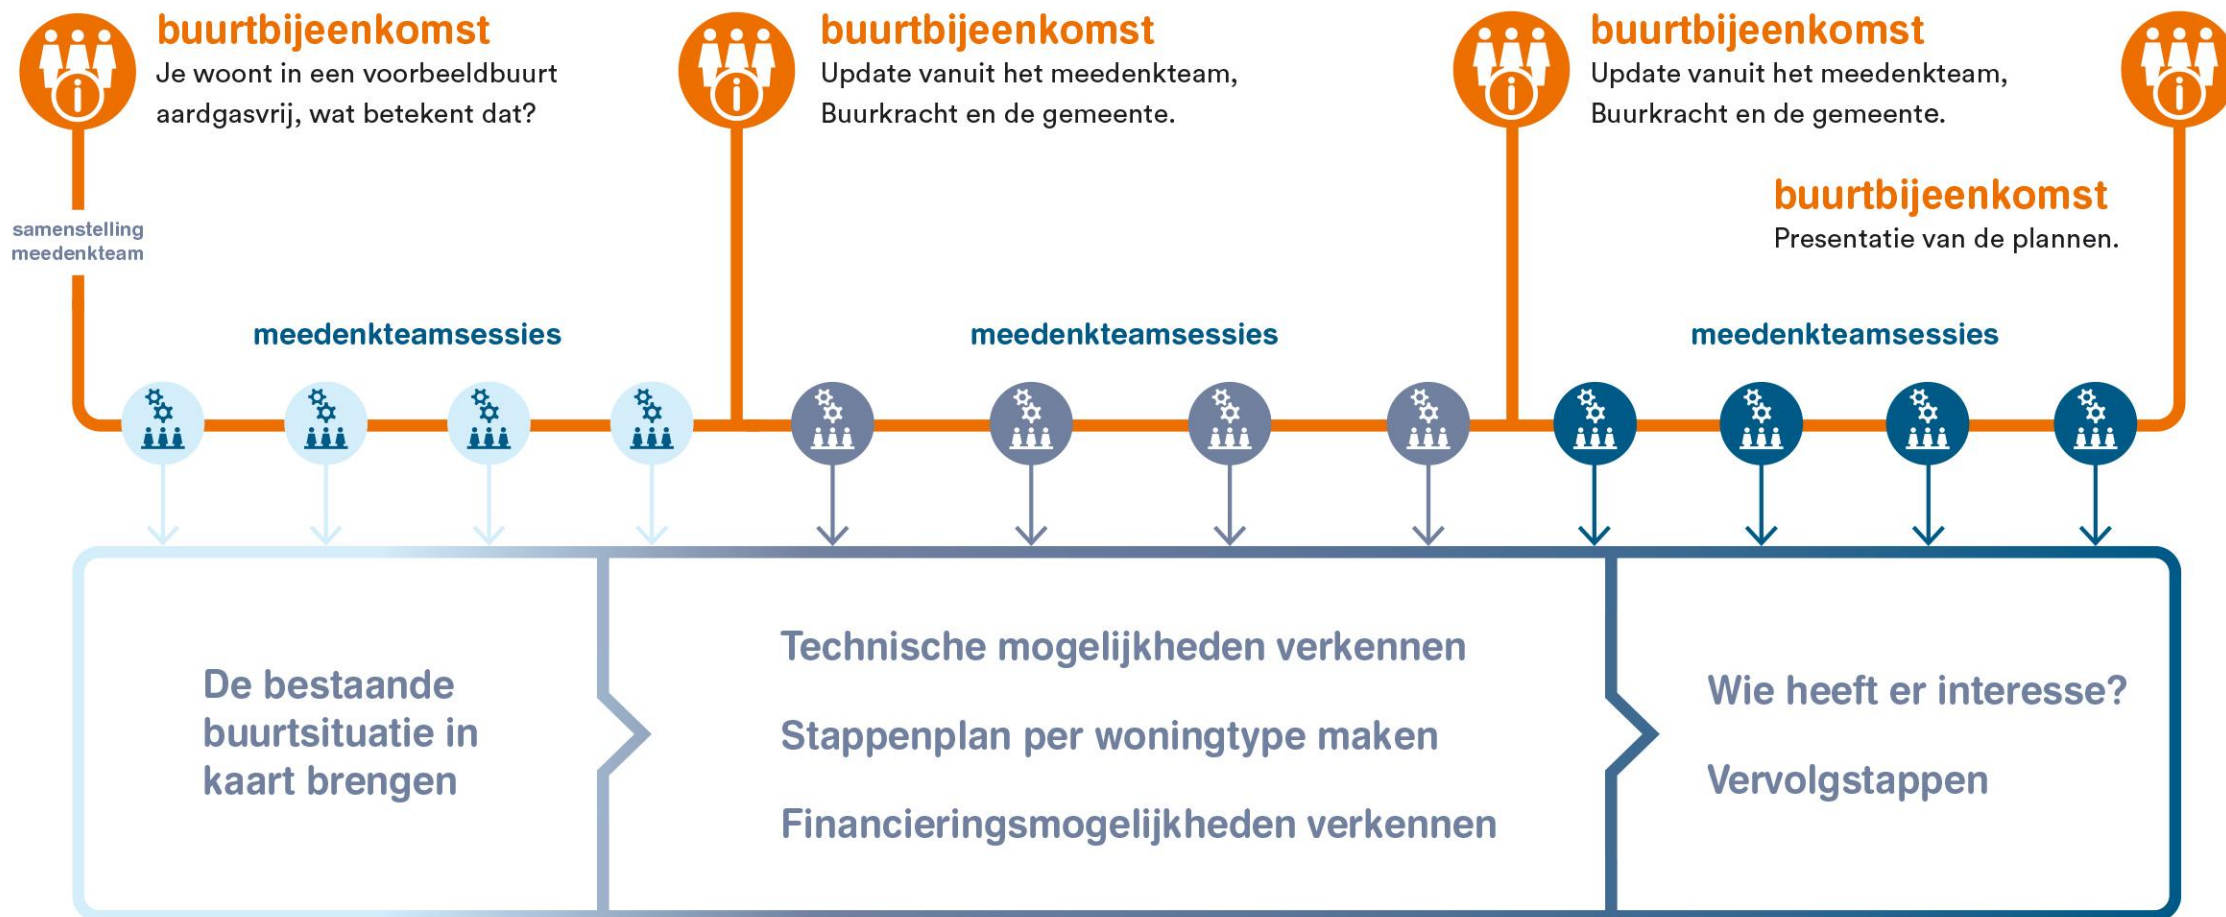 buurtbijeenkomst
Je woont in een voorbeeldbuurt
aardgasvrij, wat betekent dat?
buurtbijeenkomst
Update vanuit het meedenkteam,
Buurkracht en de gemeente.
buurtbijeenkomst
Update vanuit het meedenkteam,
Buurkracht en de gemeente.
buurtbijeenkomst
Presentatie van de plannen.
samenstelling
meedenkteam
meedenkteamsessies
meedenkteamsessies
meedenkteamsessies
De bestaande
buurtsituatie in
kaart brengen
Technische mogelijkheden verkennen
Stappenplan per woningtype maken
Financieringsmogelijkheden verkennen
Wie heeft er interesse?
Vervolgstappen